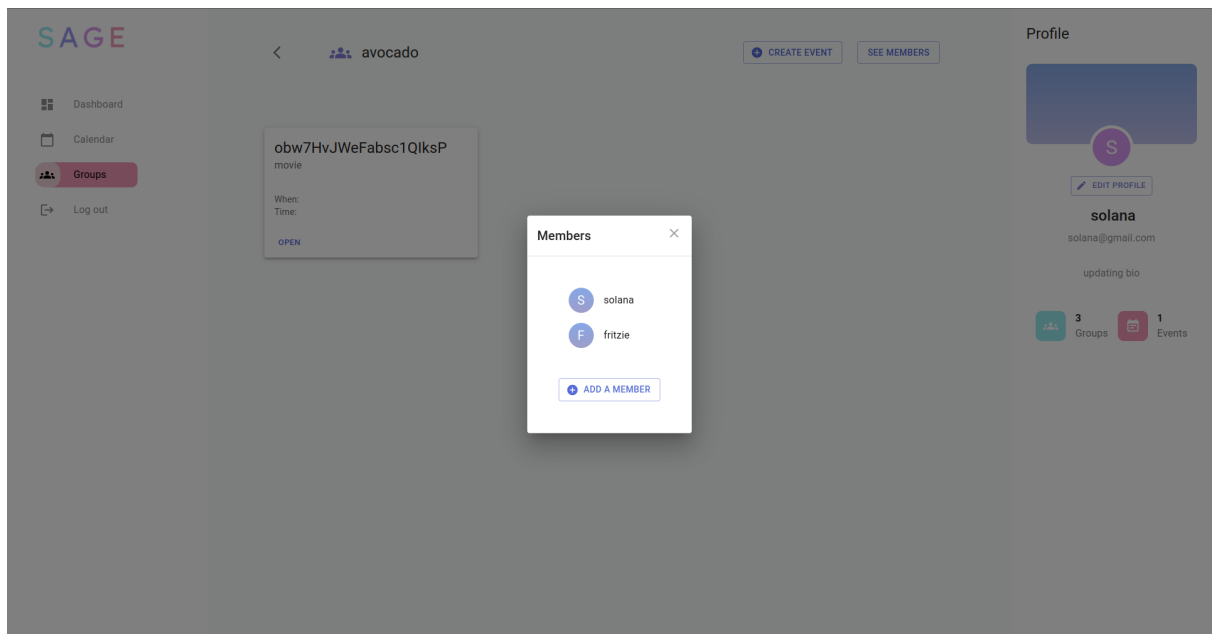 SAGE
Dashboard
Calendar
Groups
Log out
avocado
CREATE EVENT
SEE MEMBERS
obw7HvJWeFabsc1QIksP
movie
When:
Time:
OPEN
Members
S solana
F fritzie
ADD A MEMBER
Profile
S
EDIT PROFILE
solana
solana@gmail.com
updating bio
3
Groups
1
Events